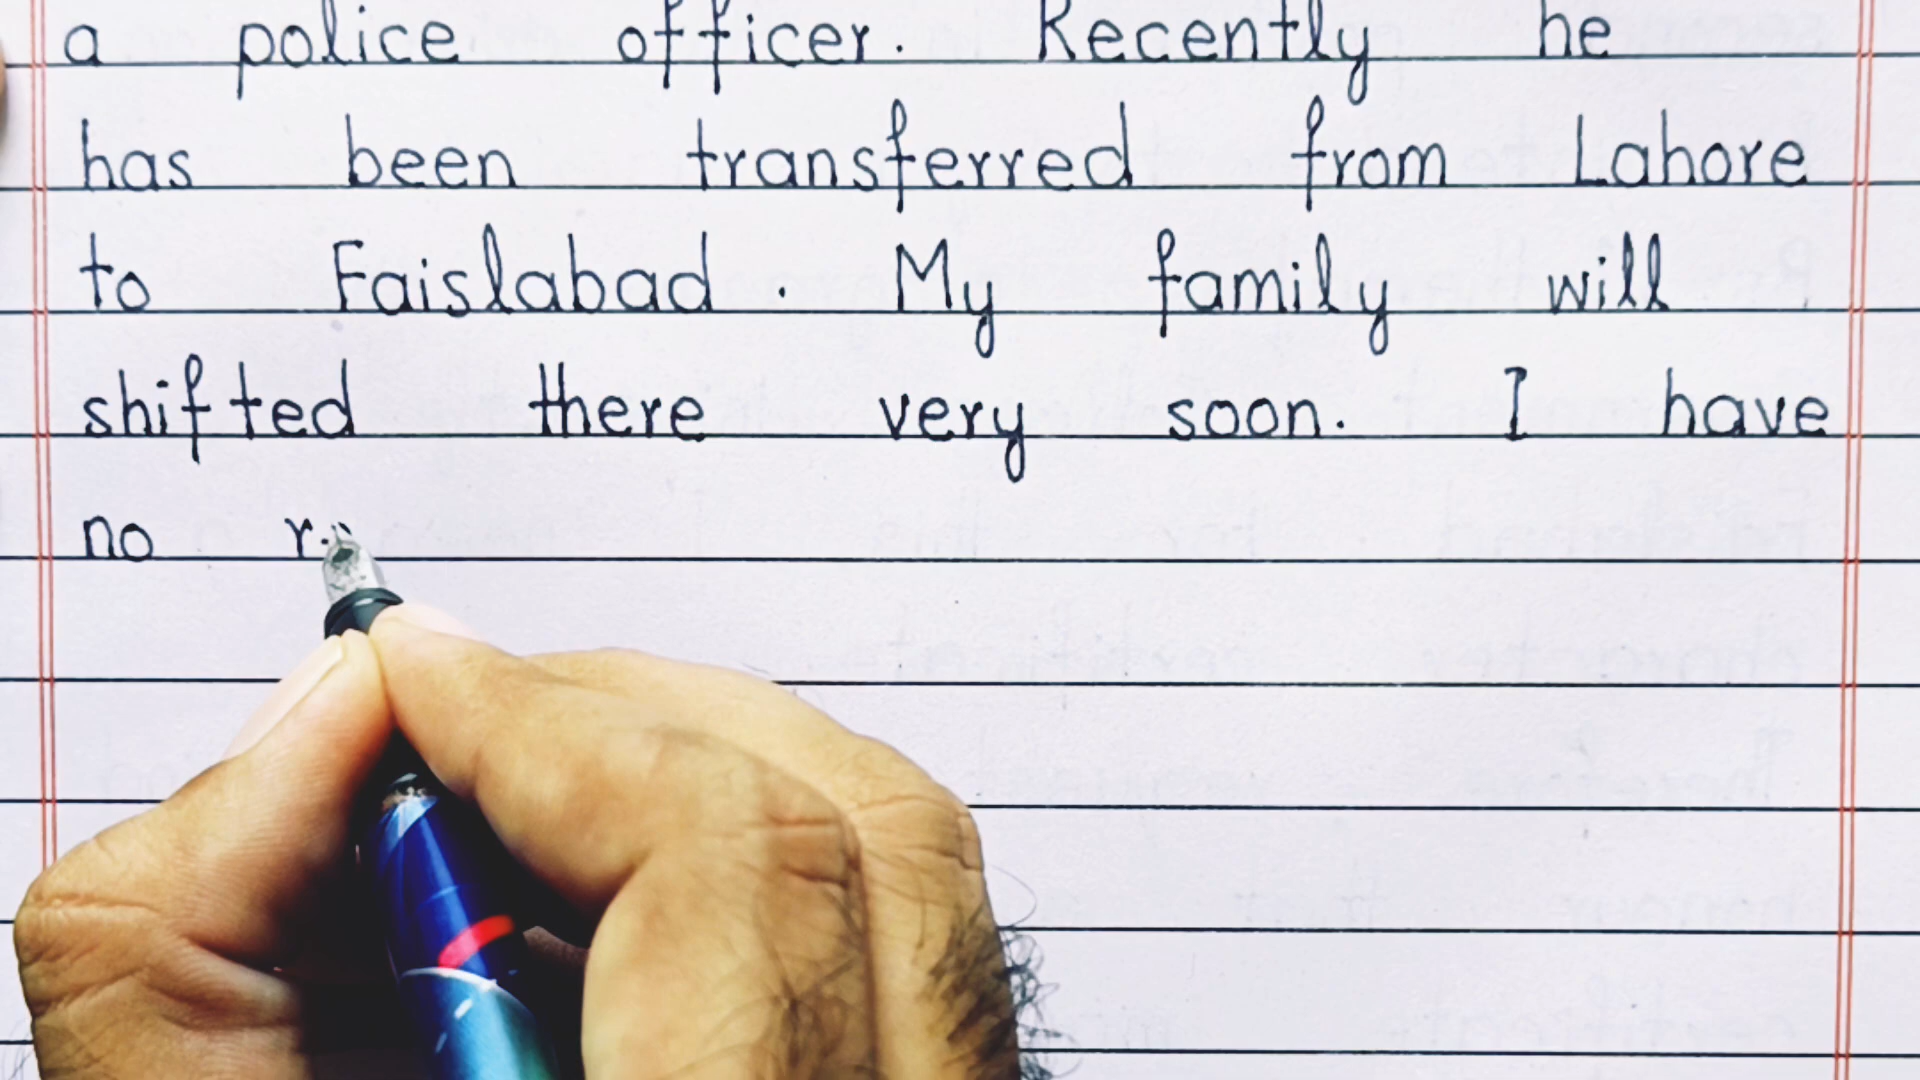 a police officer. Recently he
has been transferred from Lahore
to Faislabad. My family will
shifted there very soon. I have
no